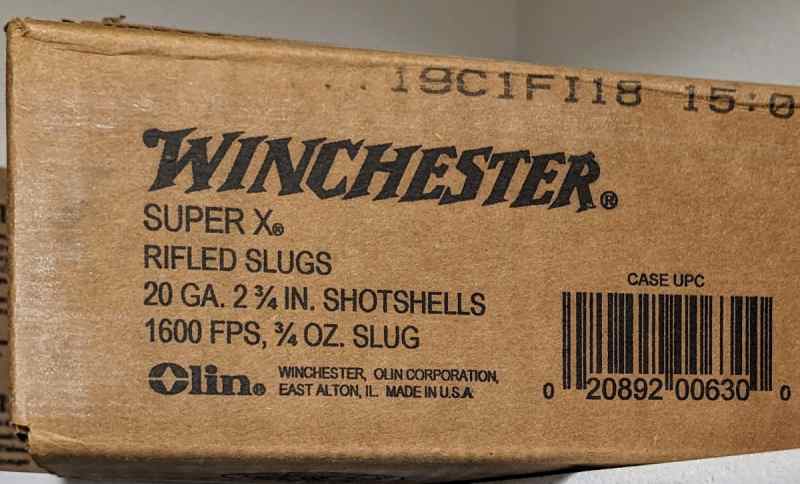 19C1FI18 15:0
WINCHESTER®
SUPER X®
RIFLED SLUGS
20 GA. 2 ¾ IN. SHOTSHELLS
1600 FPS, ¾ OZ. SLUG
Olin® WINCHESTER, OLIN CORPORATION,
EAST ALTON, IL. MADE IN U.S.A.
CASE UPC
0 20892 00630 0